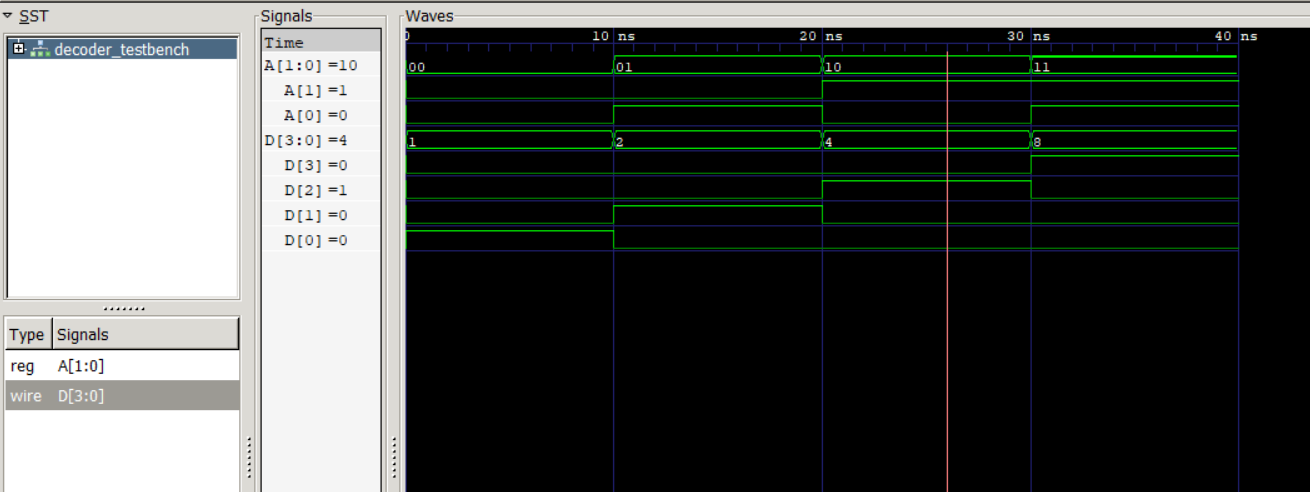 SST
decoder_testbench
Type Signals
reg A[1:0]
wire D[3:0]
Signals
Time
A[1:0] =10
A[1] =1
A[0] =0
D[3:0] =4
D[3] =0
D[2] =1
D[1] =0
D[0] =0
Waves
0 10 ns 20 ns 30 ns 40 ns
00 01 10 11
1 2 4 8